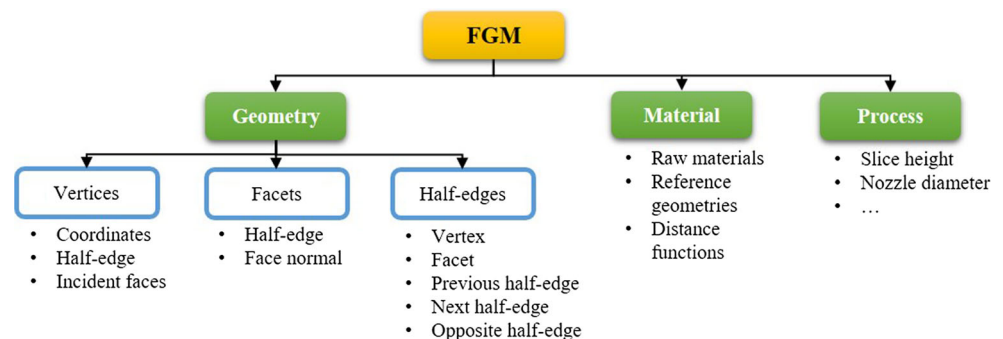 FGM
Geometry
Material
Process
Vertices
Facets
Half-edges
• Coordinates
• Half-edge
• Incident faces
• Half-edge
• Face normal
• Vertex
• Facet
• Previous half-edge
• Next half-edge
• Opposite half-edge
• Raw materials
• Reference
geometries
• Distance
functions
• Slice height
• Nozzle diameter
• …